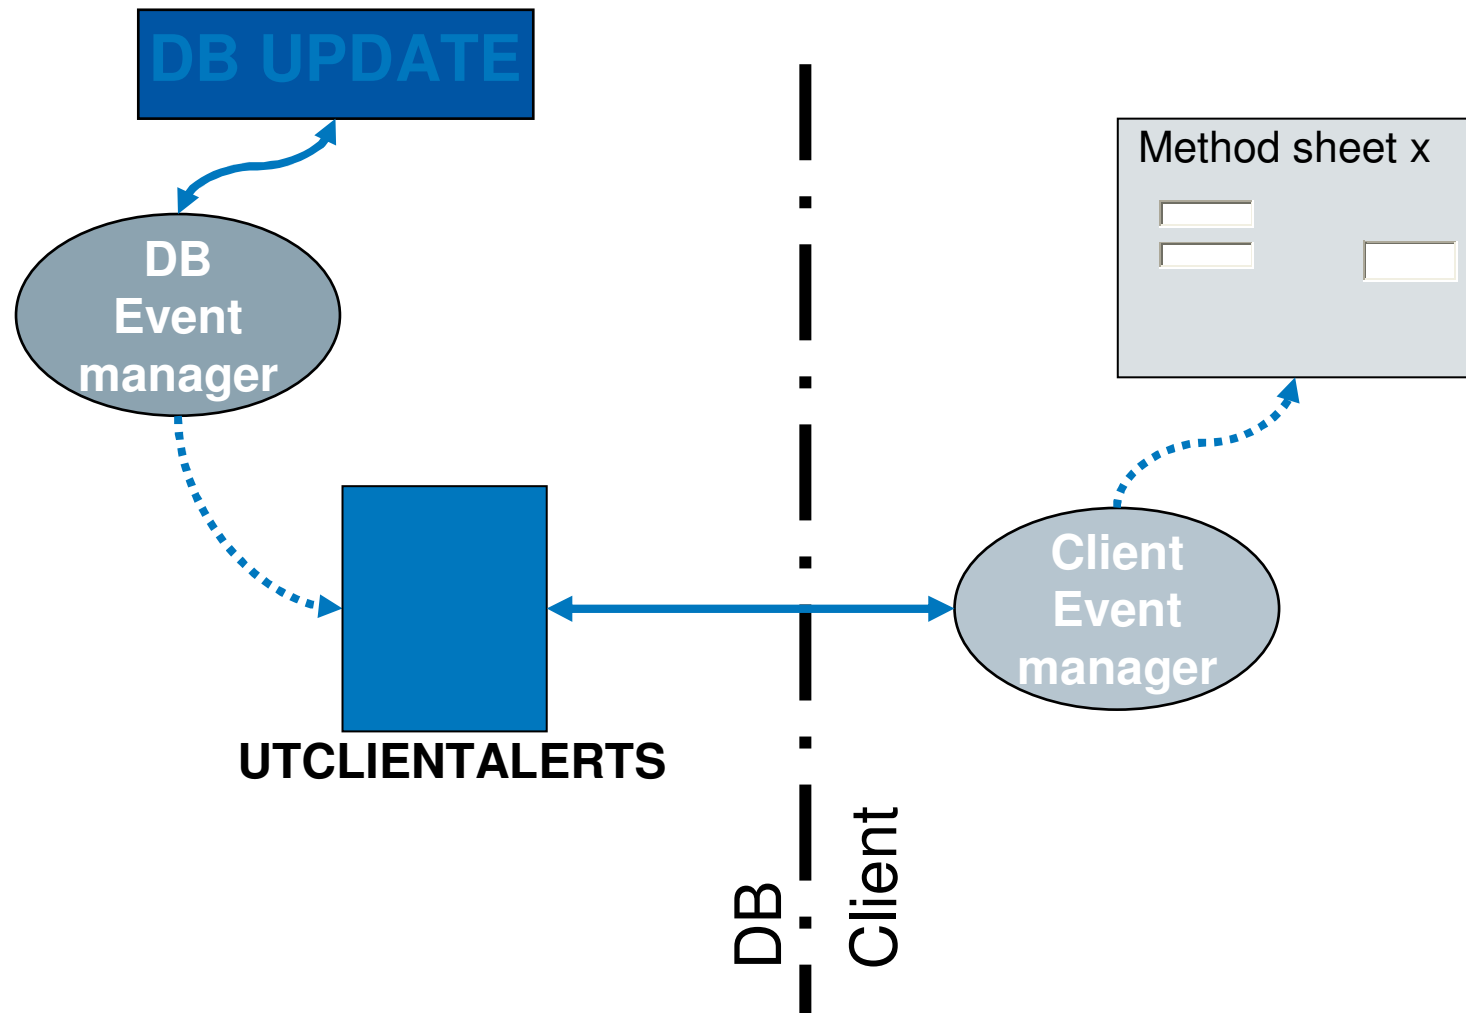 DB UPDATE
Method sheet x
DB
Event
manager
Client
Event
manager
UTCLIENTALERTS
DB
Client